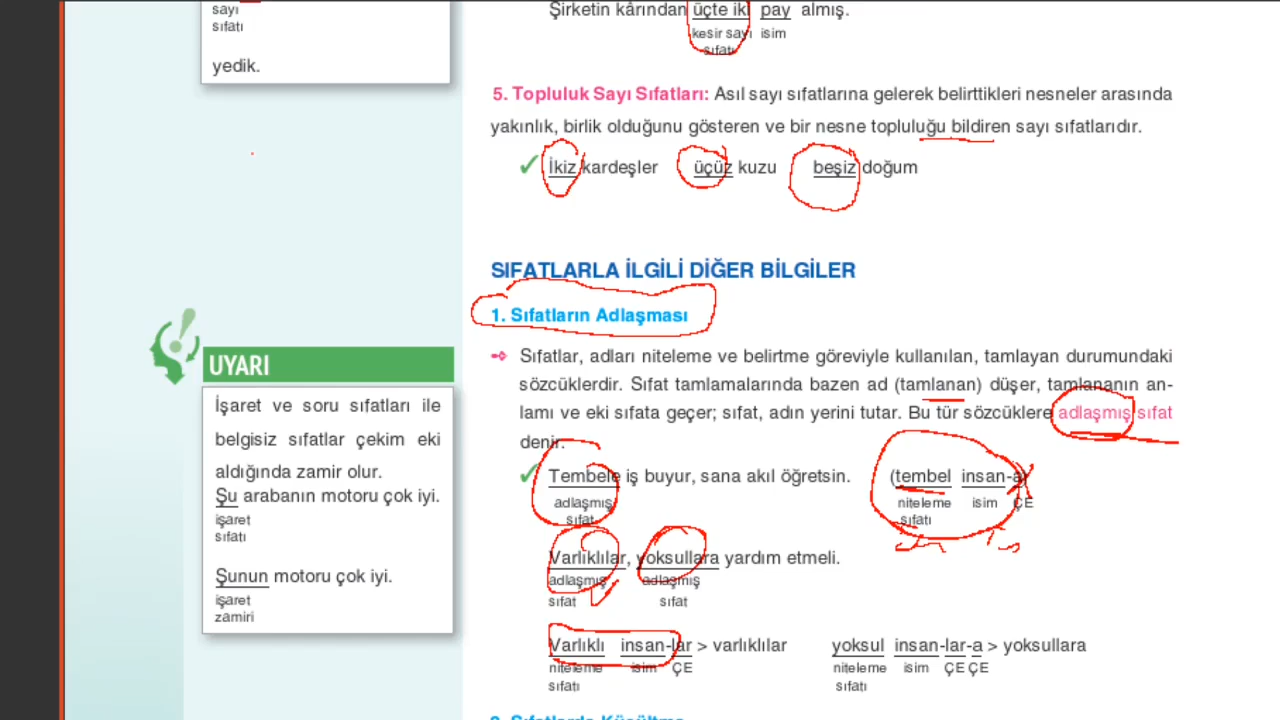 sayı
sıfatı
yedik.
Şirketin kârından üçte iki pay almış.
kesir sayı isim
sıfatı
5. Topluluk Sayı Sıfatları: Asıl sayı sıfatlarına gelerek belirttikleri nesneler arasında
yakınlık, birlik olduğunu gösteren ve bir nesne topluluğu bildiren sayı sıfatlarıdır.
İkiz kardeşler üçüz kuzu beşiz doğum
SIFATLARLA İLGİLİ DİĞER BİLGİLER
1. Sıfatların Adlaşması
Sıfatlar, adları niteleme ve belirtme göreviyle kullanılan, tamlayan durumundaki
sözcüklerdir. Sıfat tamlamalarında bazen ad (tamlanan) düşer, tamlananın an-
lamı ve eki sıfata geçer; sıfat, adın yerini tutar. Bu tür sözcüklere adlaşmış sıfat
denir.
Tembele iş buyur, sana akıl öğretsin. (tembel insan-a)
adlaşmış niteleme isim ÇE
sıfat sıfatı
Varlıklılar, yoksullara yardım etmeli.
adlaşmış adlaşmış
sıfat sıfat
Varlıklı insan-lar > varlıklılar yoksul insan-lar-a > yoksullara
niteleme isim ÇE niteleme isim ÇE ÇE
sıfatı sıfatı
UYARI
İşaret ve soru sıfatları ile
belgisiz sıfatlar çekim eki
aldığında zamir olur.
Şu arabanın motoru çok iyi.
işaret
sıfatı
Şunun motoru çok iyi.
işaret
zamiri
2. Sıfatlarda Küçültme